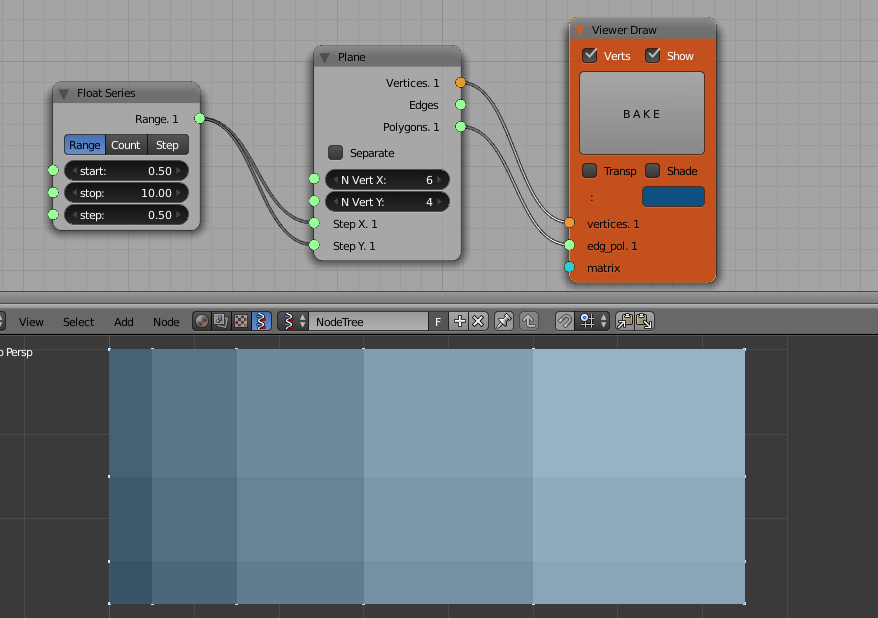 Float Series
Range. 1
Range Count Step
start: 0.50
stop: 10.00
step: 0.50
Plane
Vertices. 1
Edges
Polygons. 1
Separate
N Vert X: 6
N Vert Y: 4
Step X. 1
Step Y. 1
Viewer Draw
Verts Show
BAKE
Transp Shade
:
vertices. 1
edg_pol. 1
matrix
View Select Add Node NodeTree F
o Persp